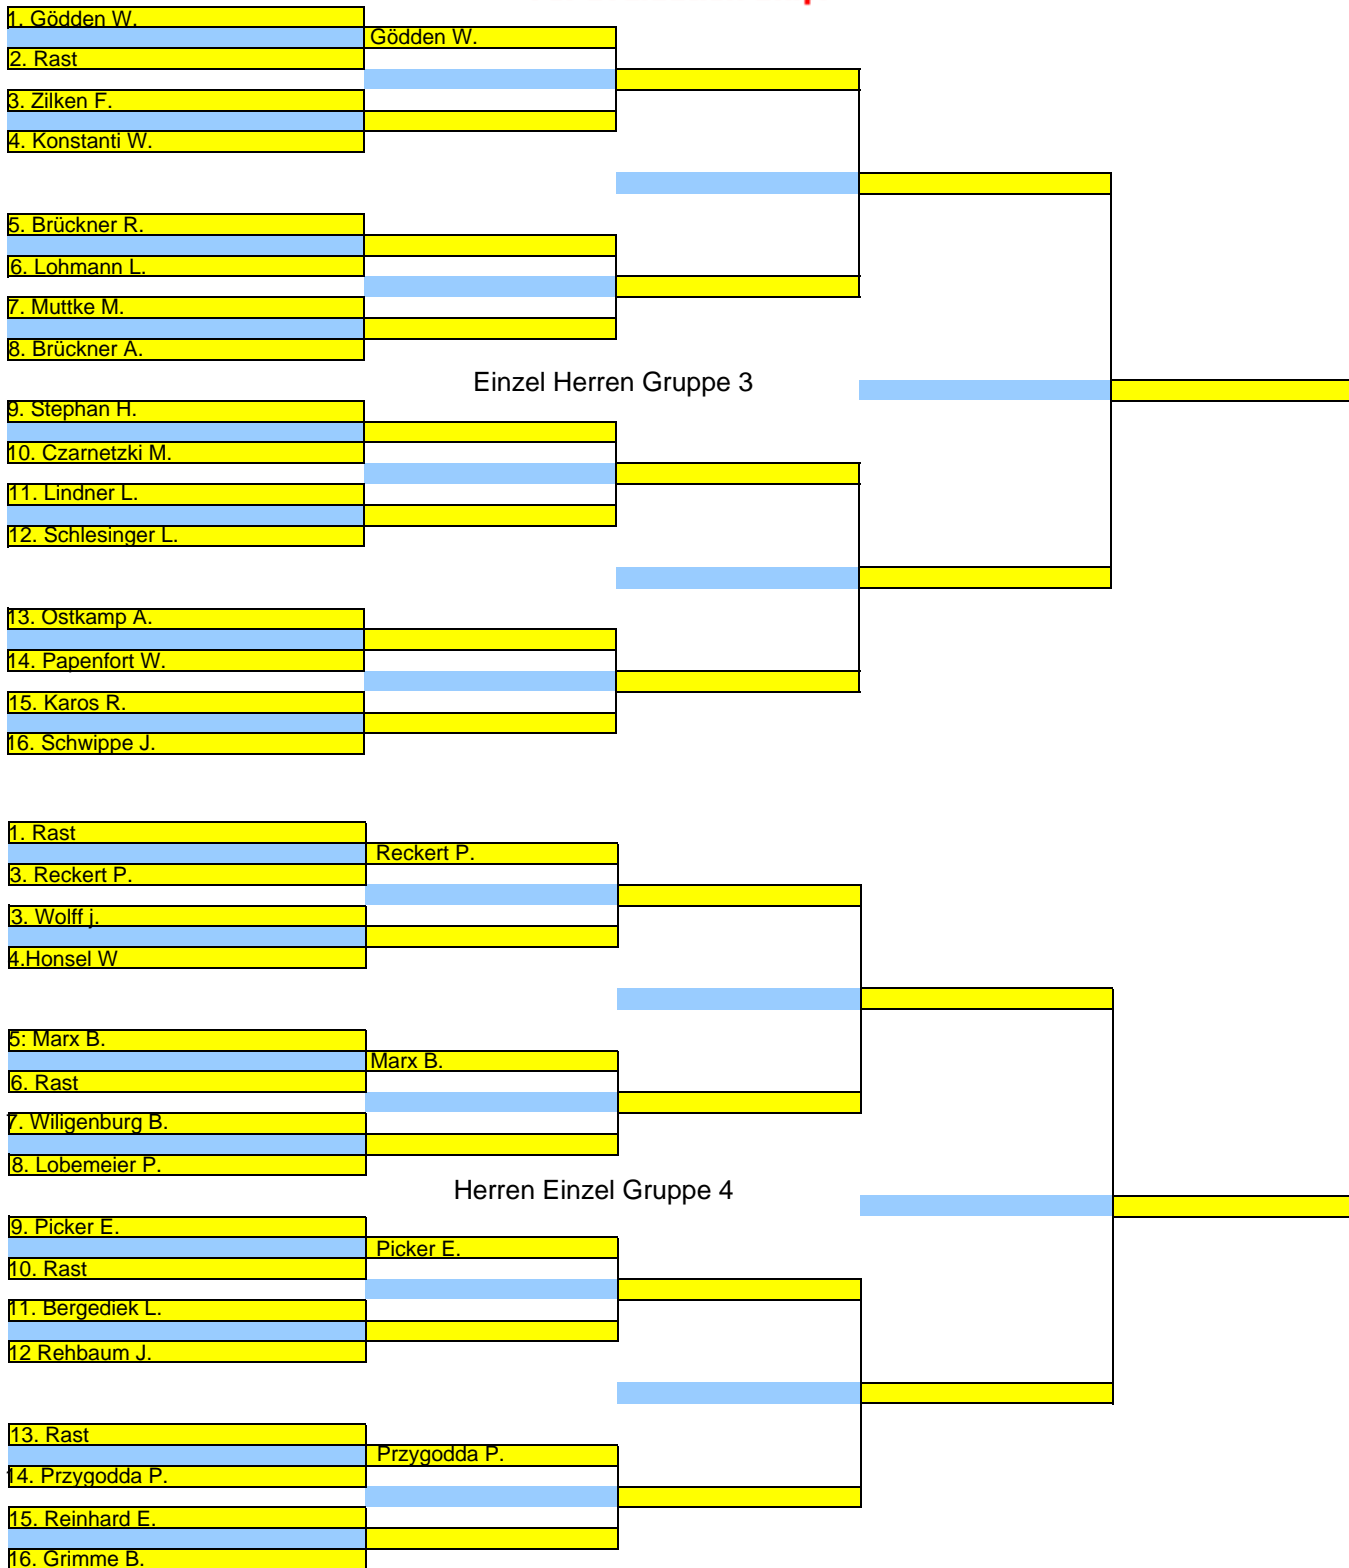 1. Gödden W.
Gödden W.
2. Rast
3. Zilken F.
4. Konstanti W.
5. Brückner R.
6. Lohmann L.
7. Muttke M.
8. Brückner A.
Einzel Herren Gruppe 3
9. Stephan H.
10. Czarnetzki M.
11. Lindner L.
12. Schlesinger L.
13. Ostkamp A.
14. Papenfort W.
15. Karos R.
16. Schwippe J.
1. Rast
Reckert P.
3. Reckert P.
3. Wolff j.
4.Honsel W
5: Marx B.
Marx B.
6. Rast
7. Wiligenburg B.
8. Lobemeier P.
Herren Einzel Gruppe 4
9. Picker E.
Picker E.
10. Rast
11. Bergediek L.
12 Rehbaum J.
13. Rast
Przygodda P.
14. Przygodda P.
15. Reinhard E.
16. Grimme B.